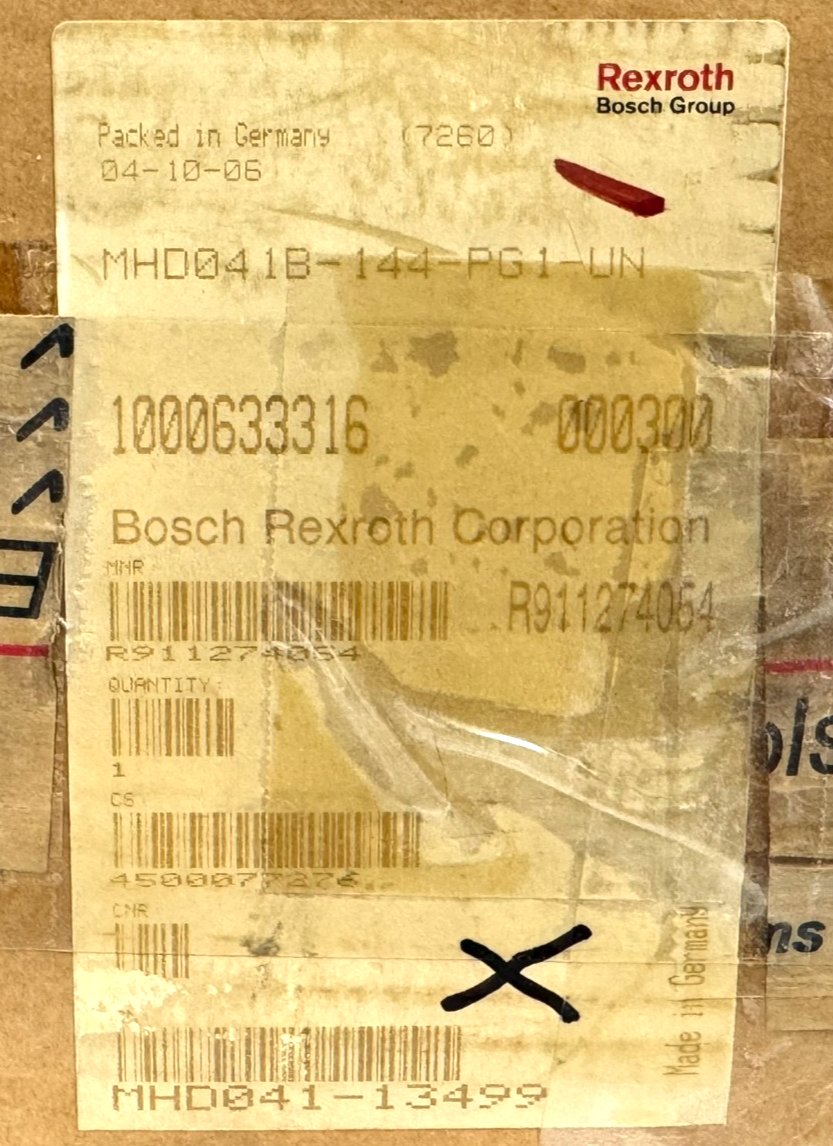 Rexroth
Bosch Group
Packed in Germany (7260)
04-10-06
MHD041B-144-PG1-UN
1000633316 000300
Bosch Rexroth Corporation
MNR
R911274054
R911274054
QUANTITY:
1
CS
4500077376
CNR
Made in Germany
MHD041-13499